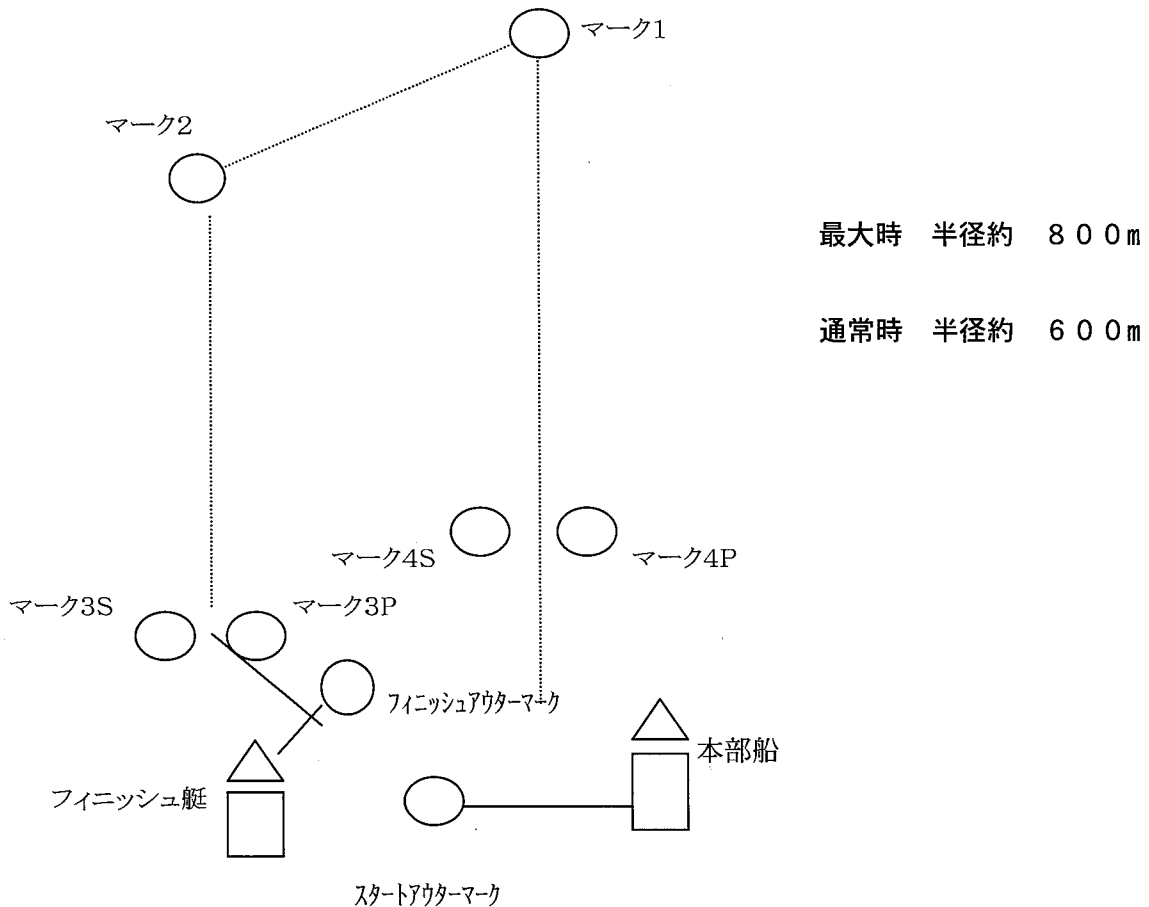 マーク1
マーク2
最大時　半径約　８００ｍ
通常時　半径約　６００ｍ
マーク4S
マーク4P
マーク3S
マーク3P
ﾌｨﾆｯｼｭｱｳﾀｰﾏｰｸ
本部船
フィニッシュ艇
ｽﾀｰﾄｱｳﾀｰﾏｰｸ